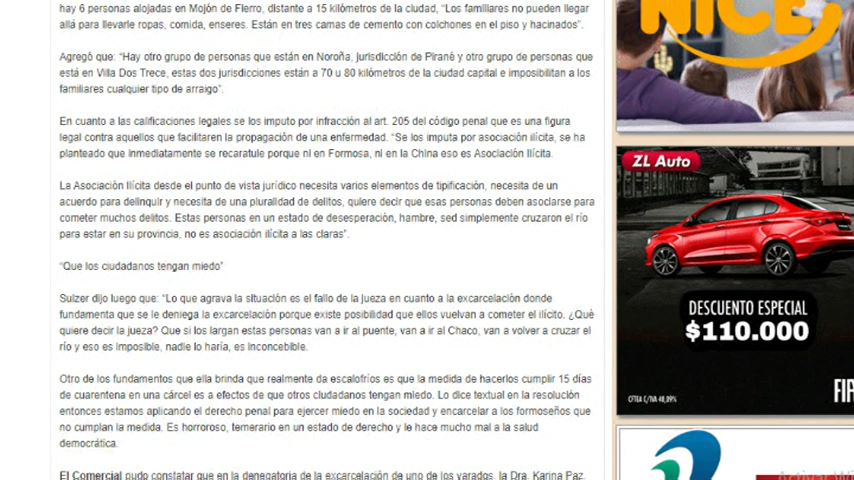 hay 6 personas alojadas en Mojón de Fierro, distante a 15 kilómetros de la ciudad, “Los familiares no pueden llegar
allá para llevarle ropas, comida, enseres. Están en tres camas de cemento con colchones en el piso y hacinados”.
Agregó que: “Hay otro grupo de personas que están en Noroña, jurisdicción de Pirané y otro grupo de personas que
está en Villa Dos Trece, estas dos jurisdicciones están a 70 u 80 kilómetros de la ciudad capital e imposibilitan a los
familiares cualquier tipo de arraigo”.
En cuanto a las calificaciones legales se los imputo por infracción al art. 205 del código penal que es una figura
legal contra aquellos que facilitaren la propagación de una enfermedad. “Se los imputa por asociación ilícita, se ha
planteado que inmediatamente se recaratule porque ni en Formosa, ni en la China eso es Asociación Ilícita.
La Asociación Ilícita desde el punto de vista jurídico necesita varios elementos de tipificación, necesita de un
acuerdo para delinquir y necesita de una pluralidad de delitos, quiere decir que esas personas deben asociarse para
cometer muchos delitos. Estas personas en un estado de desesperación, hambre, sed simplemente cruzaron el río
para estar en su provincia, no es asociación ilícita a las claras”.
“Que los ciudadanos tengan miedo”
Sulzer dijo luego que: “Lo que agrava la situación es el fallo de la jueza en cuanto a la excarcelación donde
fundamenta que se le deniega la excarcelación porque existe posibilidad que ellos vuelvan a cometer el ilícito. ¿Qué
quiere decir la jueza? Que si los largan estas personas van a ir al puente, van a ir al Chaco, van a volver a cruzar el
río y eso es imposible, nadie lo haría, es inconcebible.
Otro de los fundamentos que ella brinda que realmente da escalofríos es que la medida de hacerlos cumplir 15 días
de cuarentena en una cárcel es a efectos de que otros ciudadanos tengan miedo. Lo dice textual en la resolución
entonces estamos aplicando el derecho penal para ejercer miedo en la sociedad y encarcelar a los formoseños que
no cumplan la medida. Es horroroso, temerario en un estado de derecho y le hace mucho mal a la salud
democrática.
El Comercial pudo constatar que en la denegatoria de la excarcelación de uno de los varados, la Dra. Karina Paz,
NICE
ZL Auto
DESCUENTO ESPECIAL
$110.000
CFTEA C/IVA 48,09%
FIA
Activar Wi